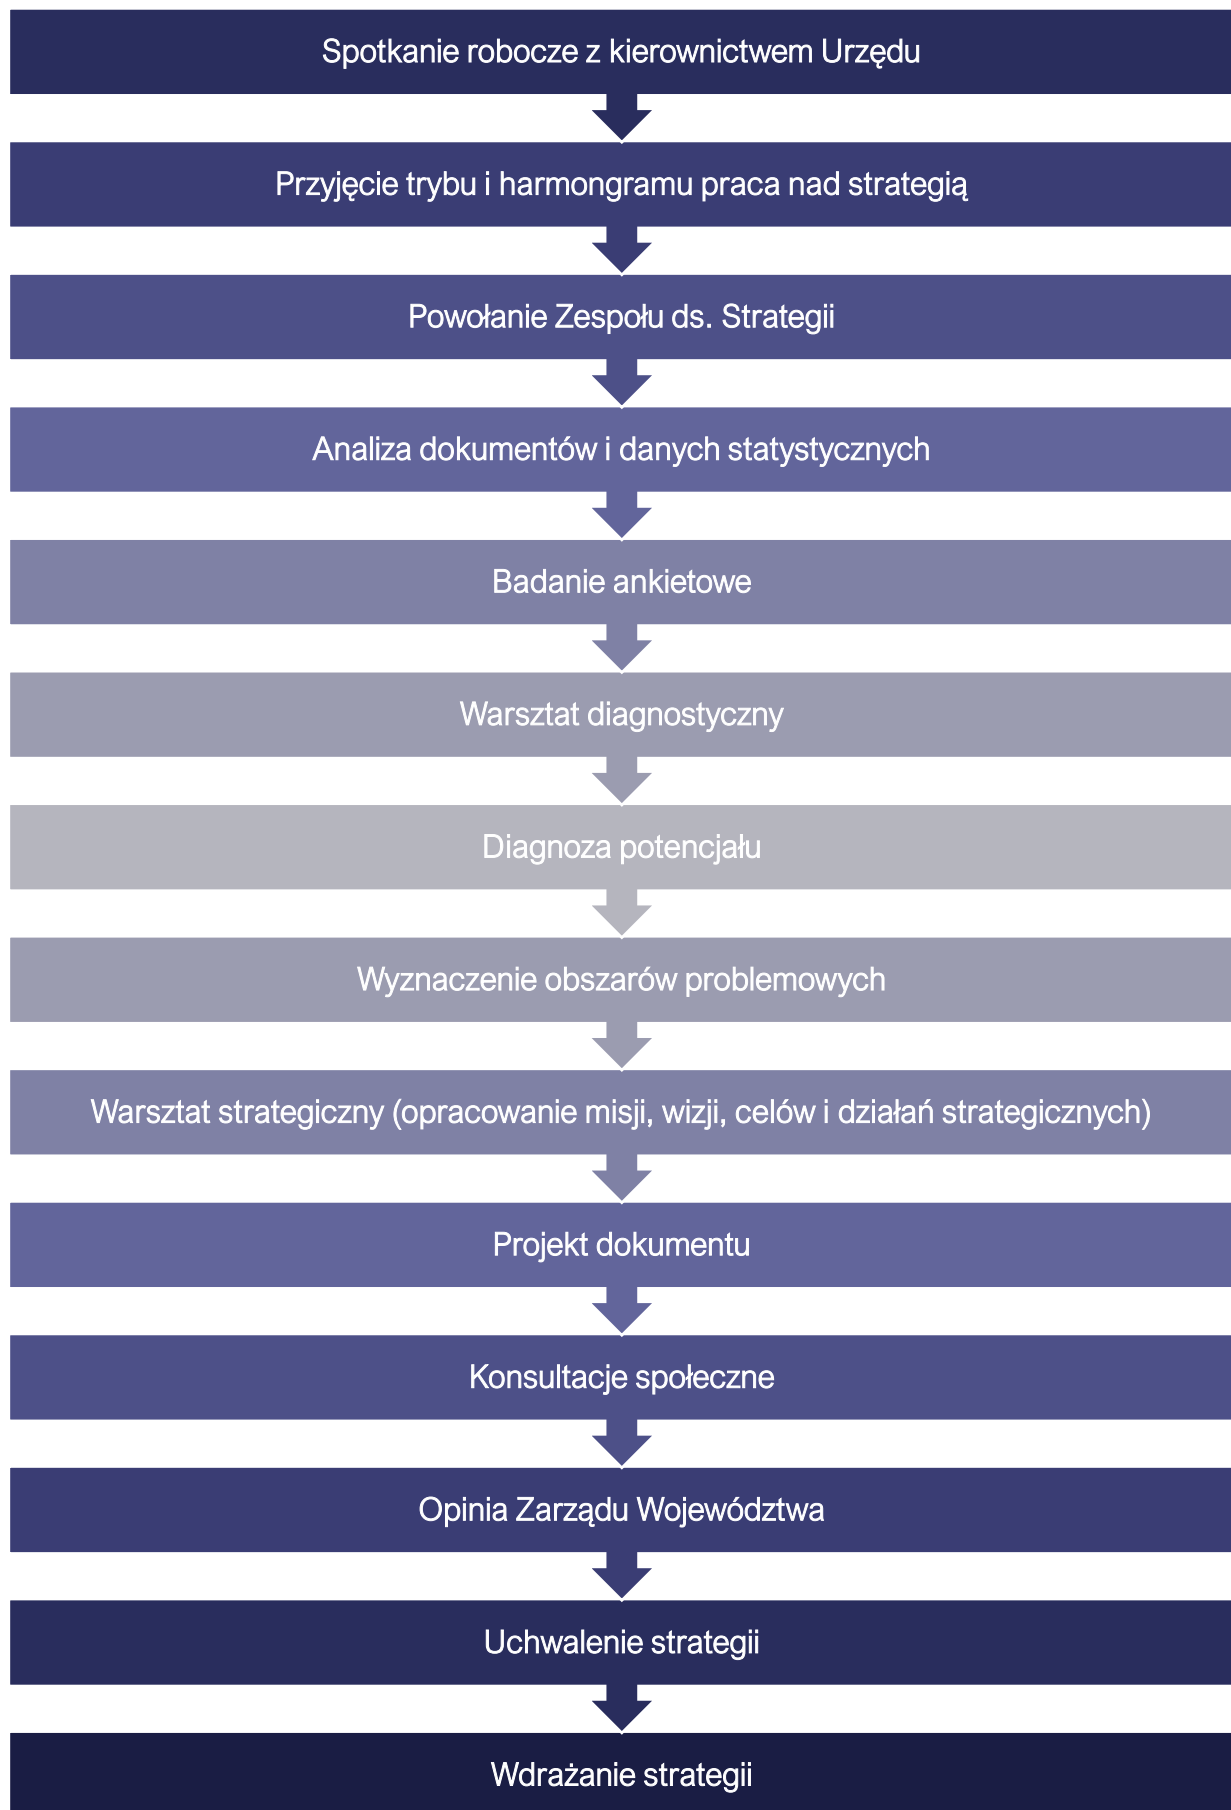 Spotkanie robocze z kierownictwem Urzędu
Przyjęcie trybu i harmongramu praca nad strategią
Powołanie Zespołu ds. Strategii
Analiza dokumentów i danych statystycznych
Badanie ankietowe
Warsztat diagnostyczny
Diagnoza potencjału
Wyznaczenie obszarów problemowych
Warsztat strategiczny (opracowanie misji, wizji, celów i działań strategicznych)
Projekt dokumentu
Konsultacje społeczne
Opinia Zarządu Województwa
Uchwalenie strategii
Wdrażanie strategii